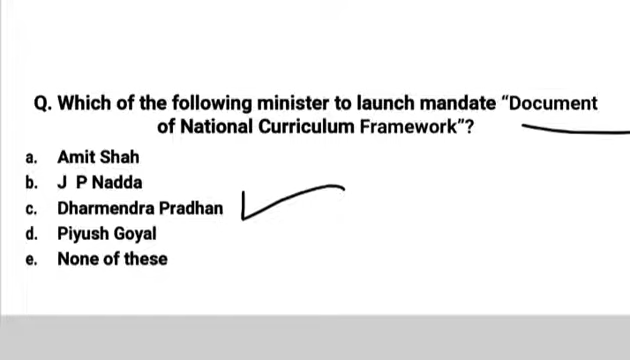 Q. Which of the following minister to launch mandate “Document
of National Curriculum Framework”?
a. Amit Shah
b. J P Nadda
c. Dharmendra Pradhan
d. Piyush Goyal
e. None of these